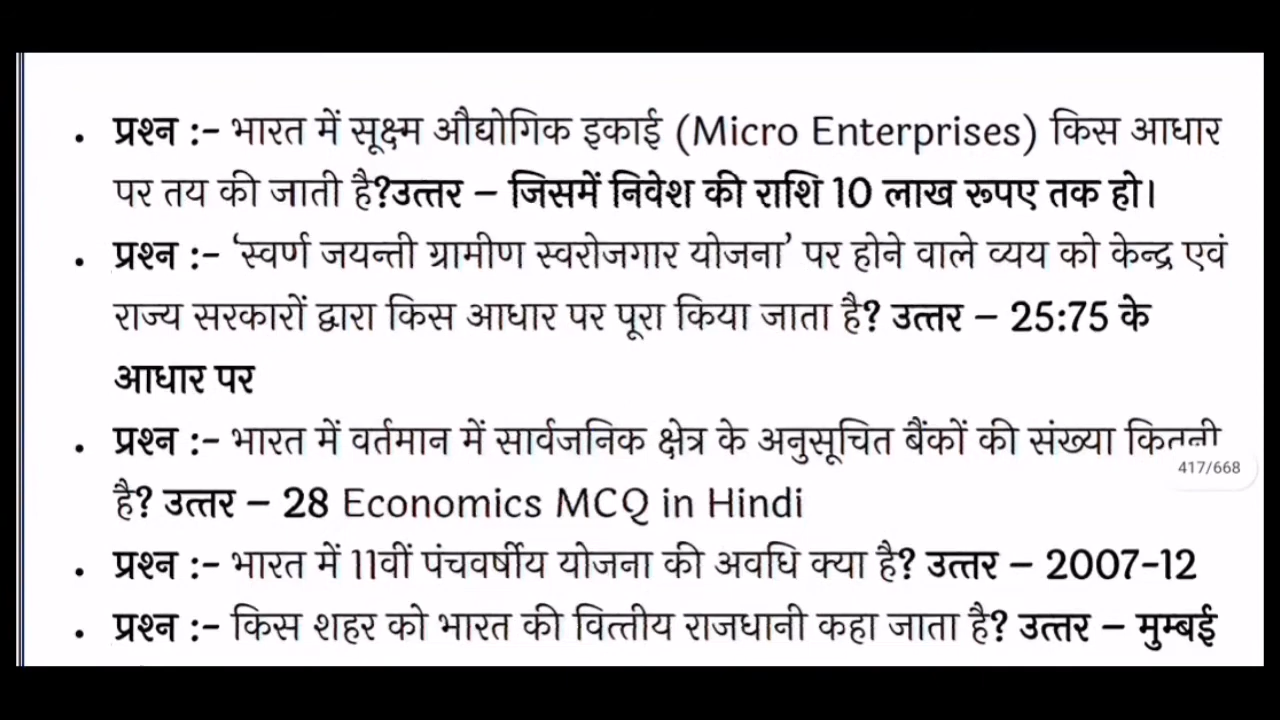 • प्रश्न :– भारत में सूक्ष्म औद्योगिक इकाई (Micro Enterprises) किस आधार
पर तय की जाती है?उत्तर – जिसमें निवेश की राशि 10 लाख रूपए तक हो।
• प्रश्न :– ‘स्वर्ण जयन्ती ग्रामीण स्वरोजगार योजना’ पर होने वाले व्यय को केन्द्र एवं
राज्य सरकारों द्वारा किस आधार पर पूरा किया जाता है? उत्तर – 25:75 के
आधार पर
• प्रश्न :– भारत में वर्तमान में सार्वजनिक क्षेत्र के अनुसूचित बैंकों की संख्या कितनी
417/668
है? उत्तर – 28 Economics MCQ in Hindi
• प्रश्न :– भारत में 11वीं पंचवर्षीय योजना की अवधि क्या है? उत्तर – 2007-12
• प्रश्न :– किस शहर को भारत की वित्तीय राजधानी कहा जाता है? उत्तर – मुम्बई